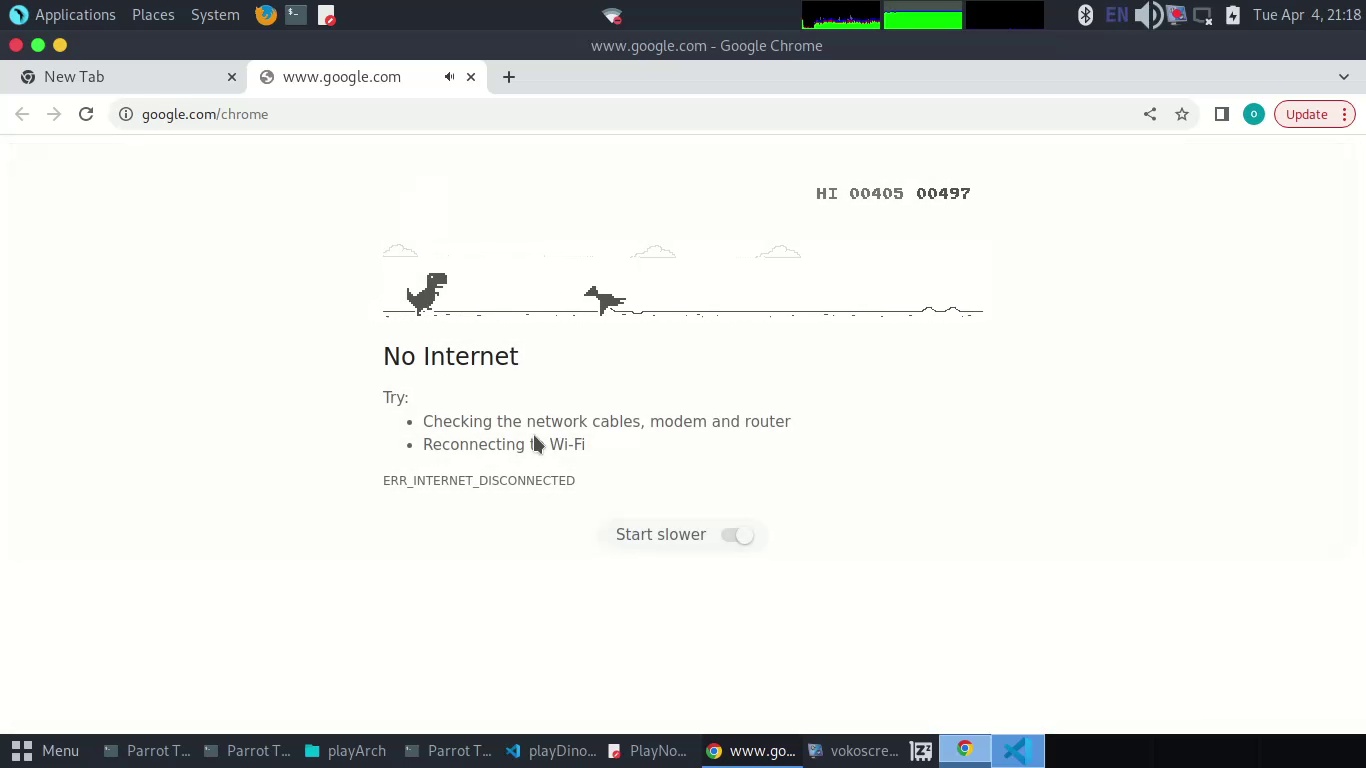 Applications Places System
EN
Tue Apr 4, 21:18
www.google.com - Google Chrome
New Tab
www.google.com
google.com/chrome
O
Update
HI 00405 00497
No Internet
Try:
Checking the network cables, modem and router
Reconnecting Wi-Fi
ERR_INTERNET_DISCONNECTED
Start slower
Menu
Parrot T...
Parrot T...
playArch
Parrot T...
playDino...
PlayNo...
www.go...
vokoscre...